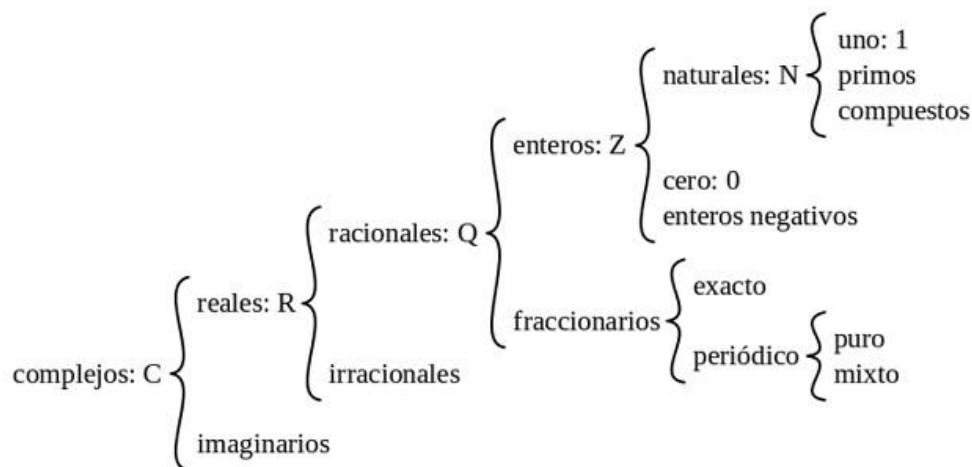 uno: 1
naturales: N
primos
compuestos
enteros: Z
cero: 0
enteros negativos
racionales: Q
exacto
reales: R
fraccionarios
puro
periódico
mixto
complejos: C
irracionales
imaginarios